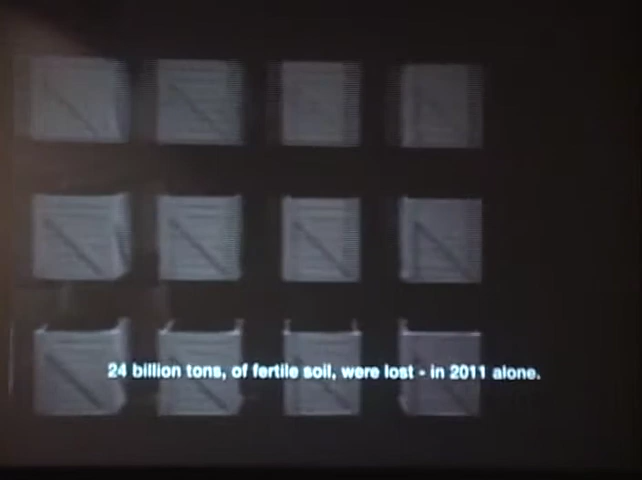 24 billion tons, of fertile soil, were lost - in 2011 alone.